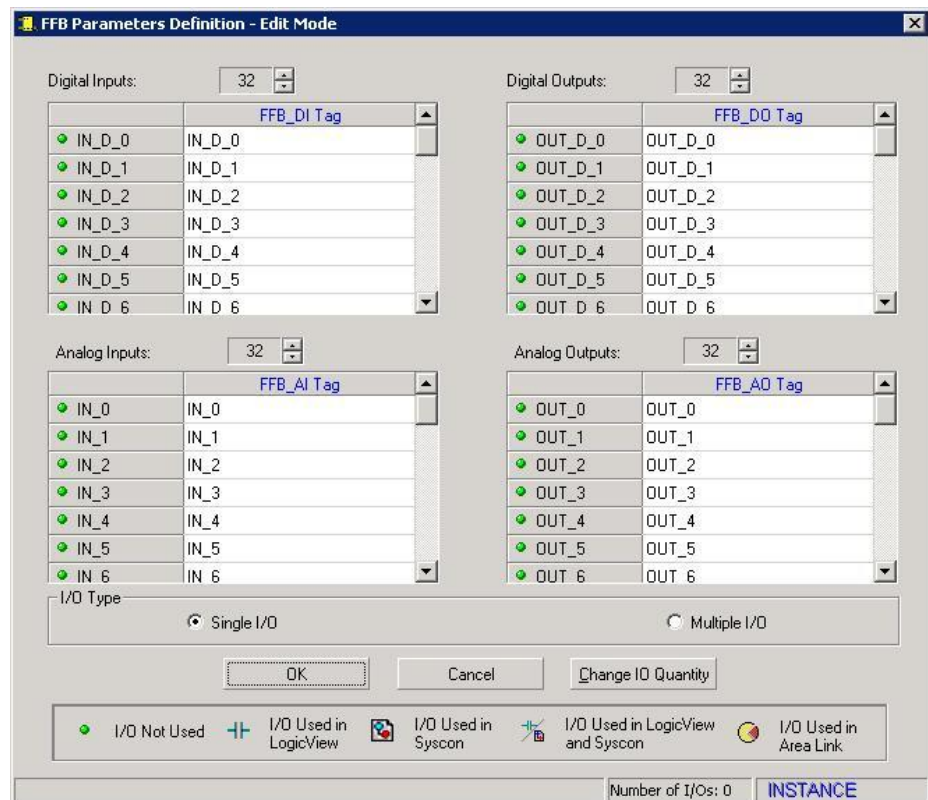 FFB Parameters Definition - Edit Mode
Digital Inputs: 32
FFB_DI Tag
IN_D_0 IN_D_0
IN_D_1 IN_D_1
IN_D_2 IN_D_2
IN_D_3 IN_D_3
IN_D_4 IN_D_4
IN_D_5 IN_D_5
IN_D_6 IN_D_6
Digital Outputs: 32
FFB_DO Tag
OUT_D_0 OUT_D_0
OUT_D_1 OUT_D_1
OUT_D_2 OUT_D_2
OUT_D_3 OUT_D_3
OUT_D_4 OUT_D_4
OUT_D_5 OUT_D_5
OUT_D_6 OUT_D_6
Analog Inputs: 32
FFB_AI Tag
IN_0 IN_0
IN_1 IN_1
IN_2 IN_2
IN_3 IN_3
IN_4 IN_4
IN_5 IN_5
IN_6 IN_6
Analog Outputs: 32
FFB_AO Tag
OUT_0 OUT_0
OUT_1 OUT_1
OUT_2 OUT_2
OUT_3 OUT_3
OUT_4 OUT_4
OUT_5 OUT_5
OUT_6 OUT_6
I/O Type
Single I/O Multiple I/O
OK Cancel Change IO Quantity
I/O Not Used
I/O Used in
LogicView
I/O Used in
Syscon
I/O Used in LogicView
and Syscon
I/O Used in
Area Link
Number of I/Os: 0 INSTANCE